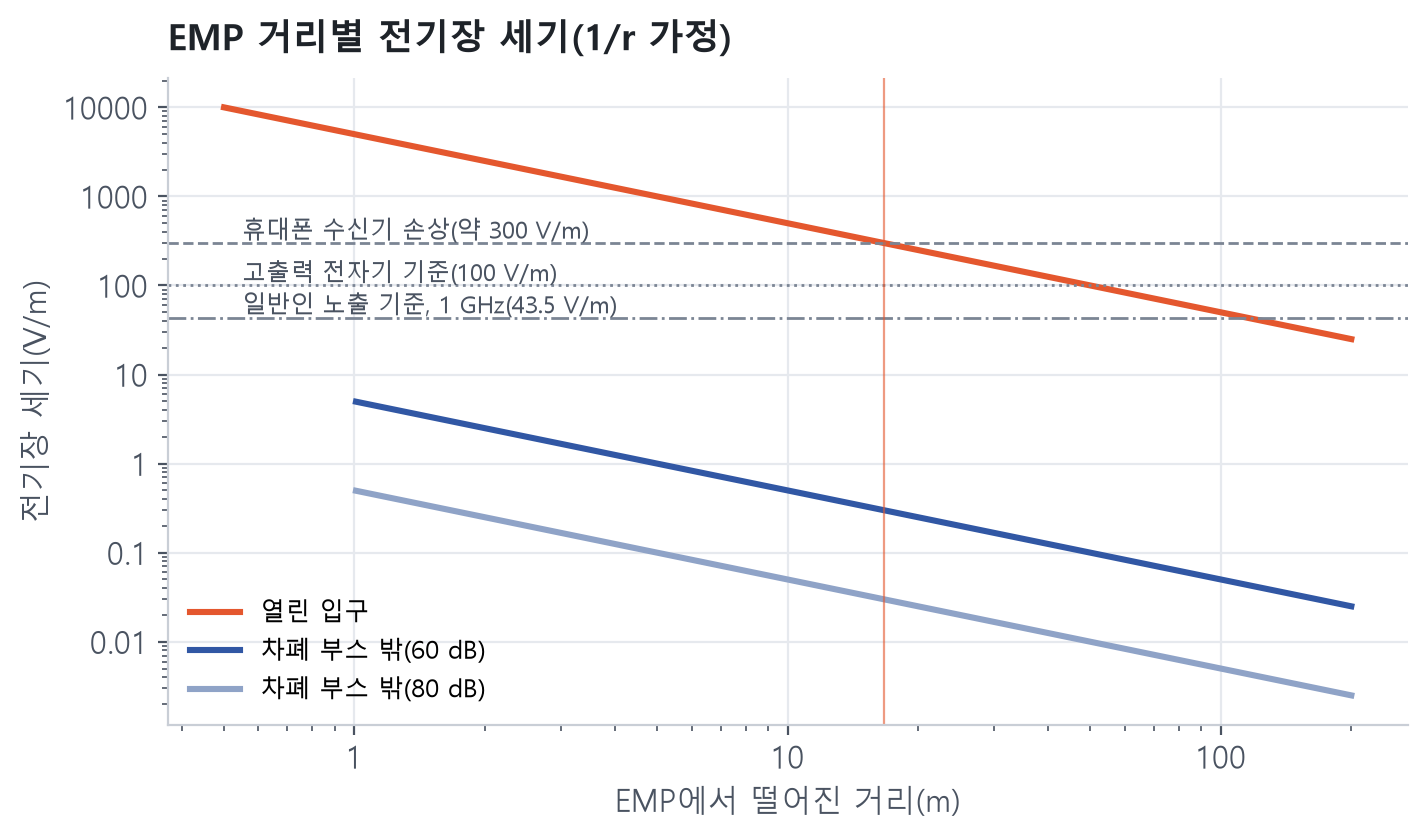 EMP 거리별 전기장 세기(1/r 가정)
전기장 세기(V/m)
10000
1000
100
10
1
0.1
0.01
휴대폰 수신기 손상(약 300 V/m)
고출력 전자기 기준(100 V/m)
일반인 노출 기준, 1 GHz(43.5 V/m)
열린 입구
차폐 부스 밖(60 dB)
차폐 부스 밖(80 dB)
1
10
100
EMP에서 떨어진 거리(m)